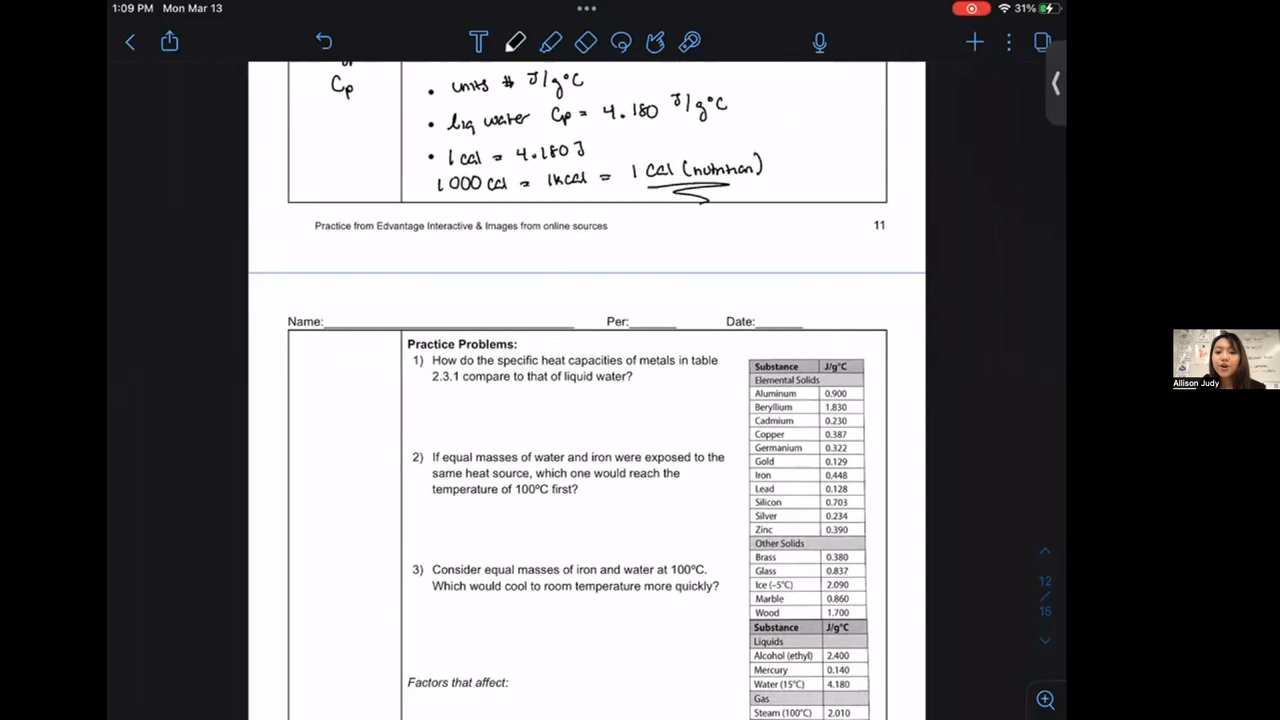 1:09 PM Mon Mar 13
31%
Cp
• units # J/g°C
• liq water Cp = 4.180 J/g°C
• 1 cal = 4.180J
1000 cal = 1kcal = 1 Cal (nutrition)
Practice from Edvantage Interactive & Images from online sources 11
Name: Per: Date:
Practice Problems:
1) How do the specific heat capacities of metals in table
2.3.1 compare to that of liquid water?
2) If equal masses of water and iron were exposed to the
same heat source, which one would reach the
temperature of 100ºC first?
3) Consider equal masses of iron and water at 100ºC.
Which would cool to room temperature more quickly?
Factors that affect:
Substance J/g°C
Elemental Solids
Aluminum 0.900
Beryllium 1.830
Cadmium 0.230
Copper 0.387
Germanium 0.322
Gold 0.129
Iron 0.448
Lead 0.128
Silicon 0.703
Silver 0.234
Zinc 0.390
Other Solids
Brass 0.380
Glass 0.837
Ice (–5°C) 2.090
Marble 0.860
Wood 1.700
Substance J/g°C
Liquids
Alcohol (ethyl) 2.400
Mercury 0.140
Water (15°C) 4.180
Gas
Steam (100°C) 2.010
12
/
15
Allison Judy